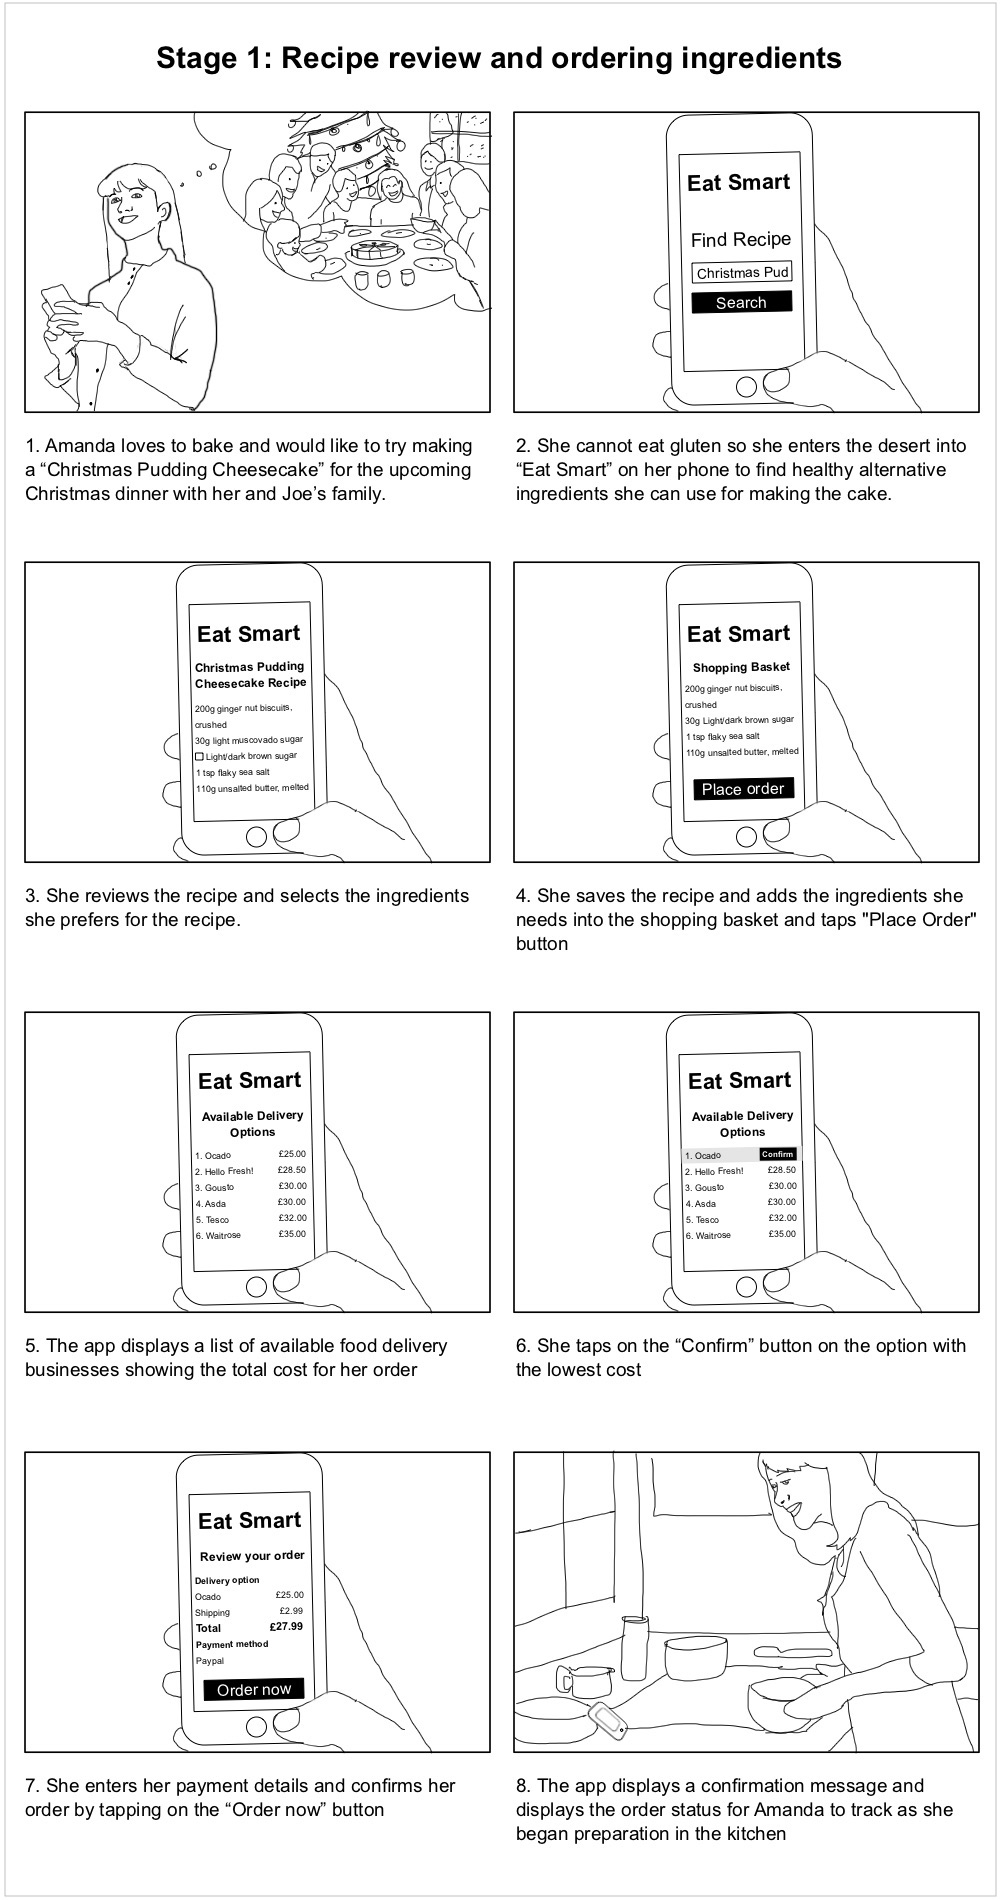 Stage 1: Recipe review and ordering ingredients
1. Amanda loves to bake and would like to try making
a “Christmas Pudding Cheesecake” for the upcoming
Christmas dinner with her and Joe’s family.
Eat Smart
Find Recipe
Christmas Pud
Search
2. She cannot eat gluten so she enters the desert into
“Eat Smart” on her phone to find healthy alternative
ingredients she can use for making the cake.
Eat Smart
Christmas Pudding
Cheesecake Recipe
200g ginger nut biscuits,
crushed
30g light muscovado sugar
Light/dark brown sugar
1 tsp flaky sea salt
110g unsalted butter, melted
3. She reviews the recipe and selects the ingredients
she prefers for the recipe.
Eat Smart
Shopping Basket
200g ginger nut biscuits,
crushed
30g Light/dark brown sugar
1 tsp flaky sea salt
110g unsalted butter, melted
Place order
4. She saves the recipe and adds the ingredients she
needs into the shopping basket and taps "Place Order"
button
Eat Smart
Available Delivery
Options
1. Ocado £25.00
2. Hello Fresh! £28.50
3. Gousto £30.00
4. Asda £30.00
5. Tesco £32.00
6. Waitrose £35.00
5. The app displays a list of available food delivery
businesses showing the total cost for her order
Eat Smart
Available Delivery
Options
1. Ocado Confirm
2. Hello Fresh! £28.50
3. Gousto £30.00
4. Asda £30.00
5. Tesco £32.00
6. Waitrose £35.00
6. She taps on the “Confirm” button on the option with
the lowest cost
Eat Smart
Review your order
Delivery option
Ocado £25.00
Shipping £2.99
Total £27.99
Payment method
Paypal
Order now
7. She enters her payment details and confirms her
order by tapping on the “Order now” button
8. The app displays a confirmation message and
displays the order status for Amanda to track as she
began preparation in the kitchen